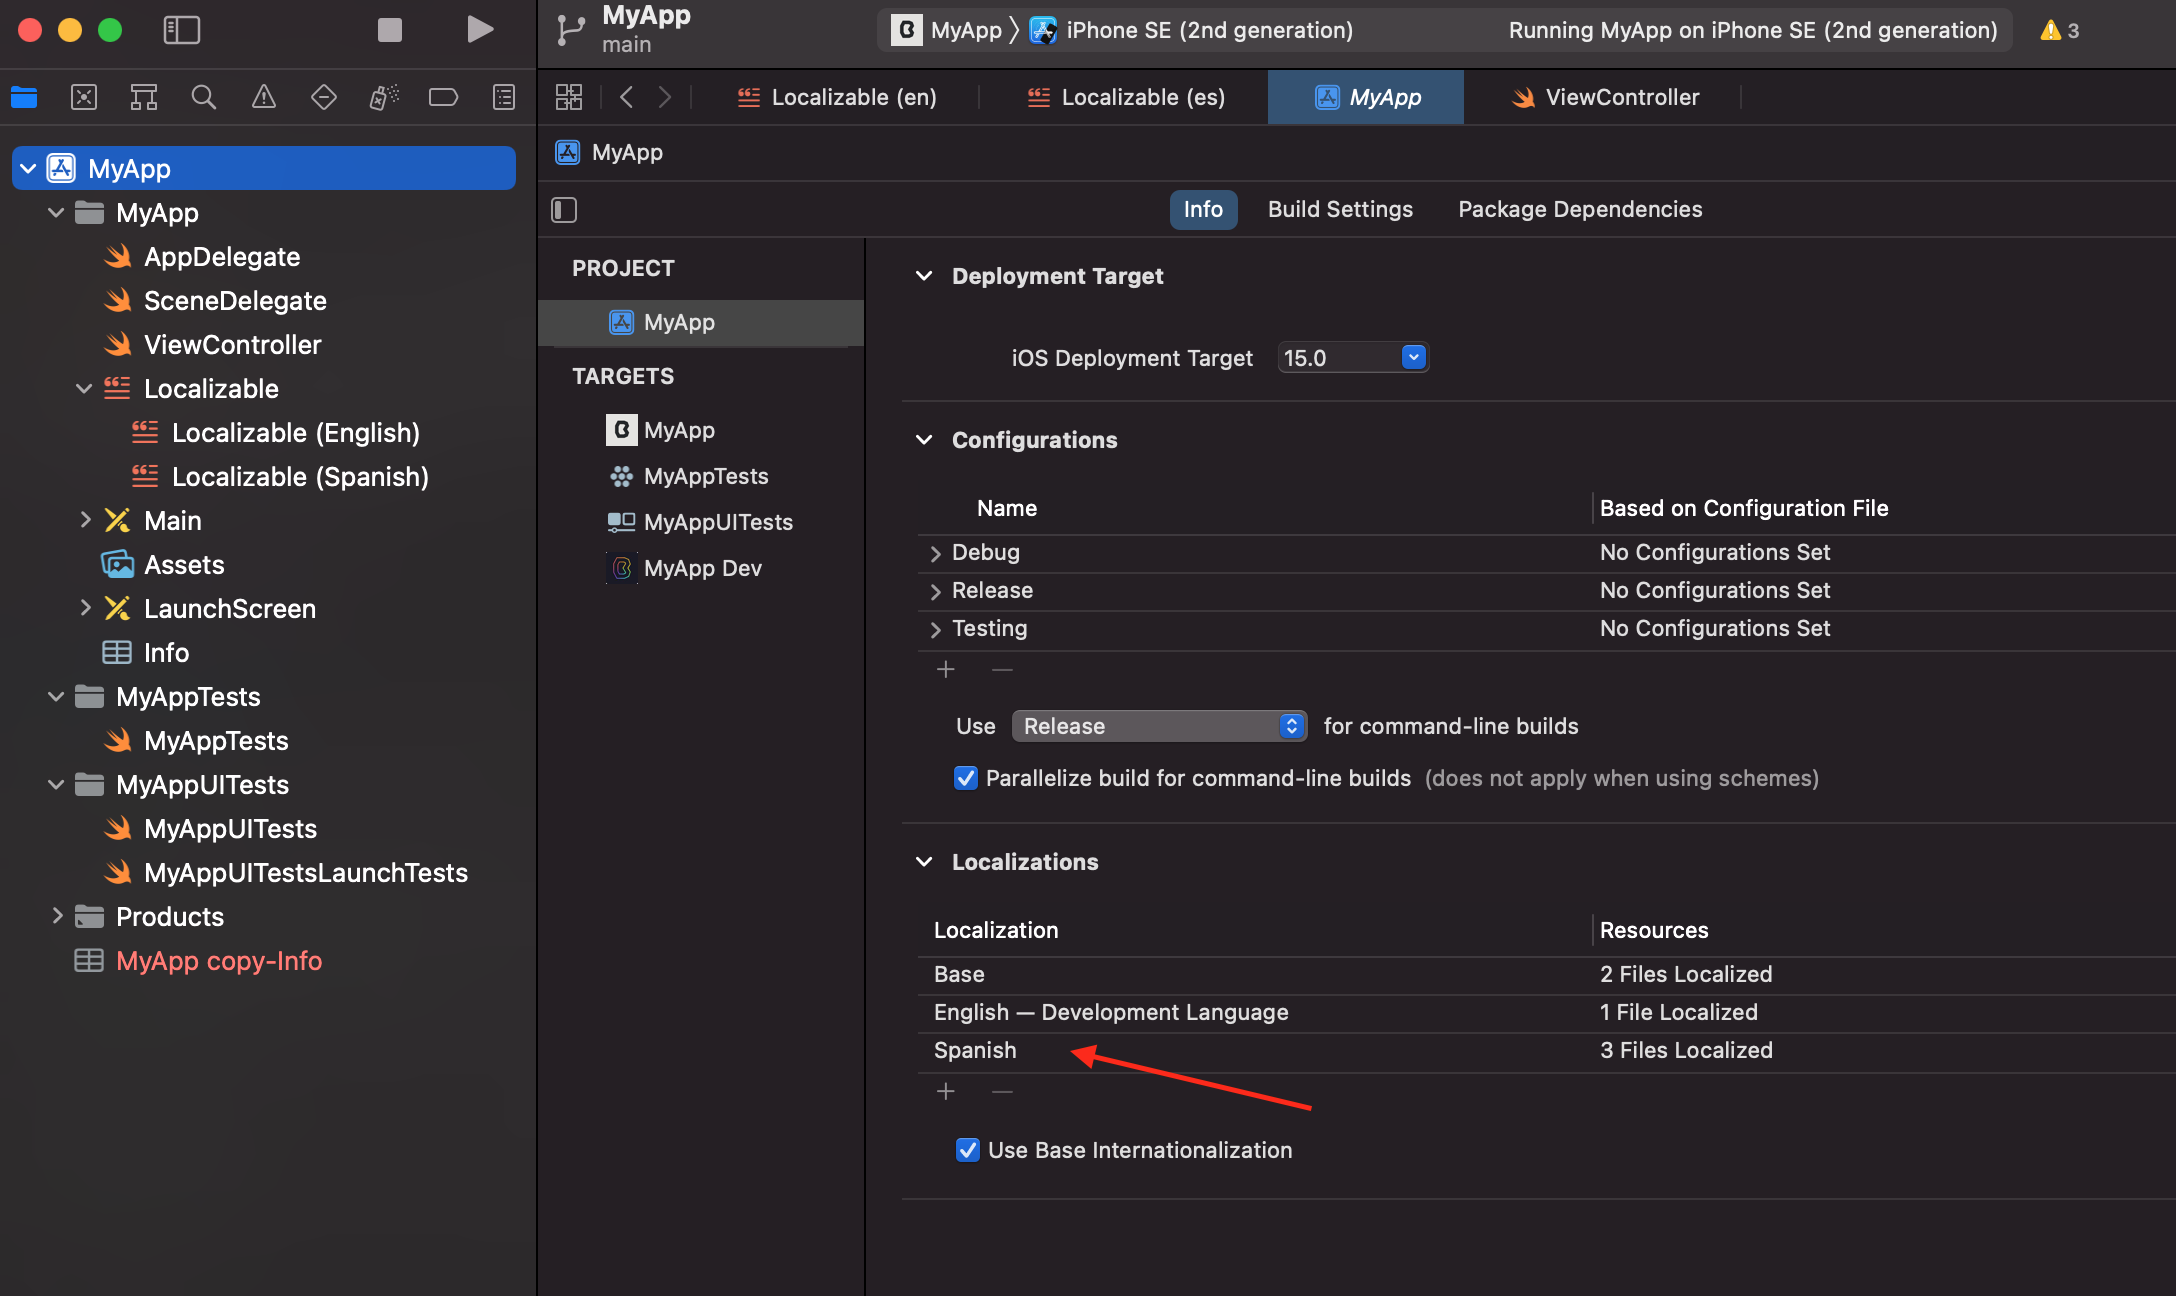 MyApp
main
MyApp
iPhone SE (2nd generation)
Running MyApp on iPhone SE (2nd generation)
3
Localizable (en)
Localizable (es)
MyApp
ViewController
MyApp
Info
Build Settings
Package Dependencies
MyApp
MyApp
AppDelegate
SceneDelegate
ViewController
Localizable
Localizable (English)
Localizable (Spanish)
Main
Assets
LaunchScreen
Info
MyAppTests
MyAppTests
MyAppUITests
MyAppUITests
MyAppUITestsLaunchTests
Products
MyApp copy-Info
PROJECT
MyApp
TARGETS
MyApp
MyAppTests
MyAppUITests
MyApp Dev
Deployment Target
iOS Deployment Target 15.0
Configurations
Name Based on Configuration File
Debug No Configurations Set
Release No Configurations Set
Testing No Configurations Set
Use Release for command-line builds
Parallelize build for command-line builds (does not apply when using schemes)
Localizations
Localization Resources
Base 2 Files Localized
English — Development Language 1 File Localized
Spanish 3 Files Localized
Use Base Internationalization